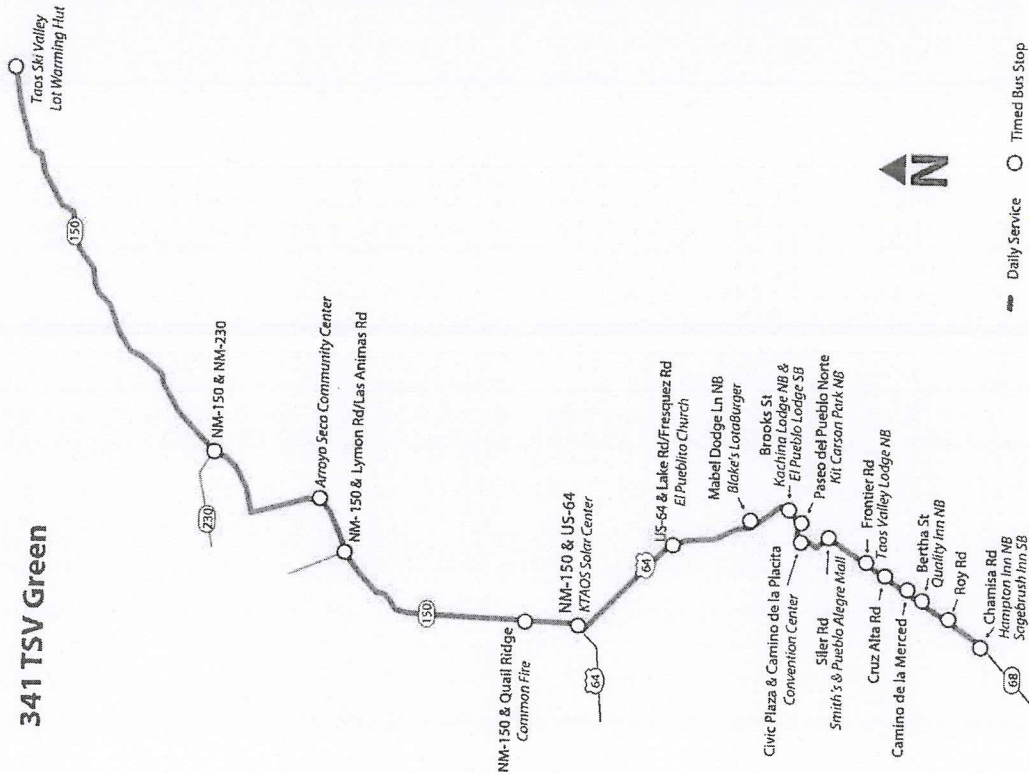 341 TSV Green
Taos Ski Valley
Lot Warming Hut
150
NM-150 & NM-230
230
Arroyo Seco Community Center
NM- 150 & Lymon Rd/Las Animas Rd
150
NM-150 & Quail Ridge
Common Fire
NM-150 & US-64
KTAOS Solar Center
64
64
US-64 & Lake Rd/Fresquez Rd
El Pueblito Church
Mabel Dodge Ln NB
Blake's LotaBurger
Brooks St
Kachina Lodge NB &
El Pueblo Lodge SB
Paseo del Pueblo Norte
Kit Carson Park NB
Civic Plaza & Camino de la Placita
Convention Center
Siler Rd
Smith's & Pueblo Alegre Mall
Frontier Rd
Taos Valley Lodge NB
Cruz Alta Rd
Camino de la Merced
Bertha St
Quality Inn NB
Roy Rd
Chamisa Rd
Hampton Inn NB
Sagebrush Inn SB
68
N
Daily Service
Timed Bus Stop